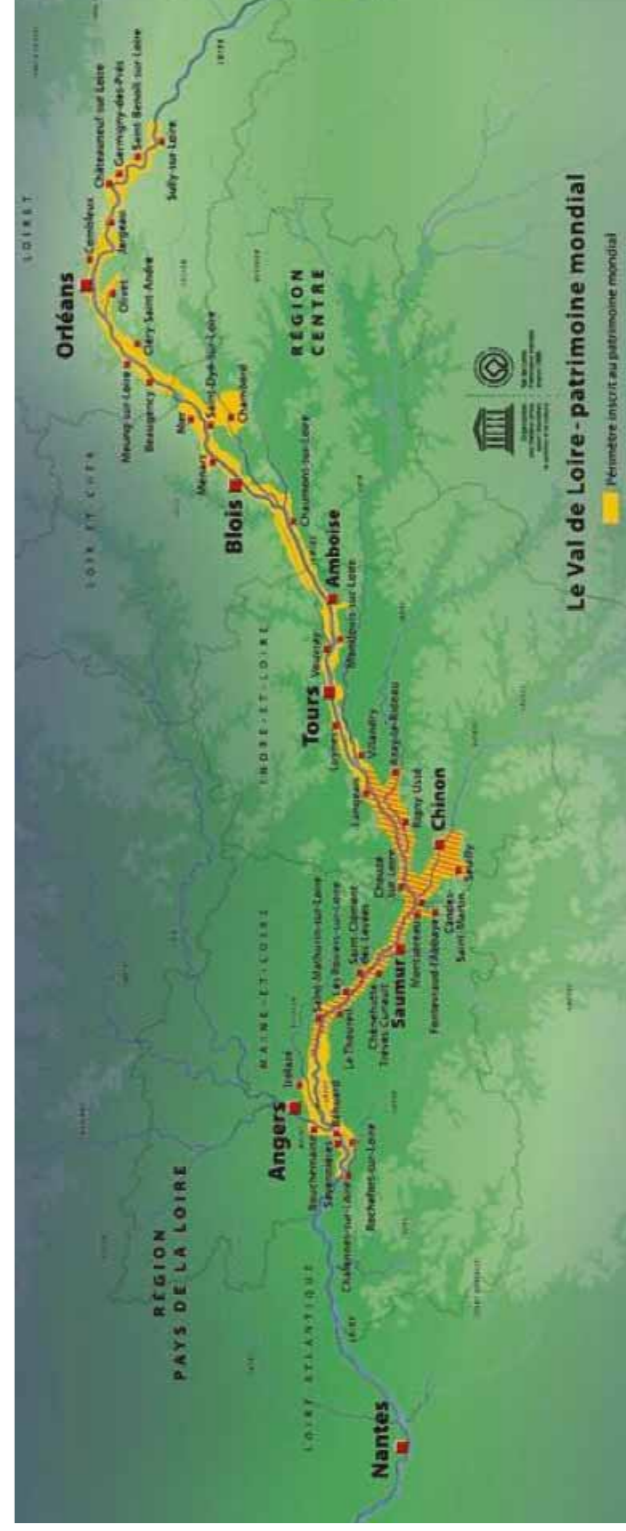 LOIRET
LOIRE
Orléans
Combleux
Châteauneuf sur Loire
Germigny-des-Prés
Saint Benoît sur Loire
Jargeau
Sully-sur Loire
Olivet
Cléry Saint André
Meung-sur-Loire
Beaugency
Mer
Saint-Dyé-sur-Loire
Chambord
Menars
Blois
LOIR ET CHER
RÉGION
CENTRE
Chaumont-sur-Loire
Amboise
Montlouis-sur Loire
Vouvray
Tours
INDRE-ET-LOIRE
Luynes
Villandry
Langeais
Azay-le-Rideau
Rigny Ussé
Chinon
Seuilly
Chouzé
sur Loire
Candes-
Saint-Martin
Montsoreau
Fontevraud-l'Abbaye
Saumur
MAINE-ET-LOIRE
Saint-Mathurin-sur-Loire
Les Rosiers-sur-Loire
Saint Clément
des Levées
Le Thoureil
Chênehutte
Trèves Cunault
Trélazé
Angers
Bouchemaine
Savennières
Béhuard
Rochefort-sur-Loire
Chalonnes-sur-Loire
RÉGION
PAYS DE LA LOIRE
LOIRE ATLANTIQUE
LOIRE
Nantes
Le Val de Loire - patrimoine mondial
Périmètre inscrit au patrimoine mondial